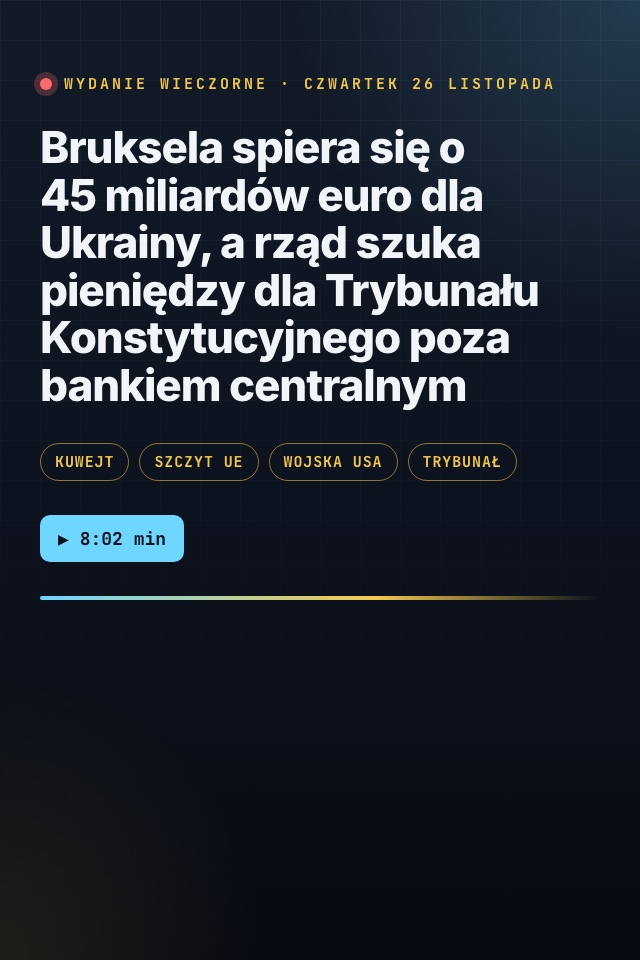 WYDANIE WIECZORNE · CZWARTEK 26 LISTOPADA
Bruksela spiera się o
45 miliardów euro dla
Ukrainy, a rząd szuka
pieniędzy dla Trybunału
Konstytucyjnego poza
bankiem centralnym
KUWEJT SZCZYT UE WOJSKA USA TRYBUNAŁ
▶ 8:02 min